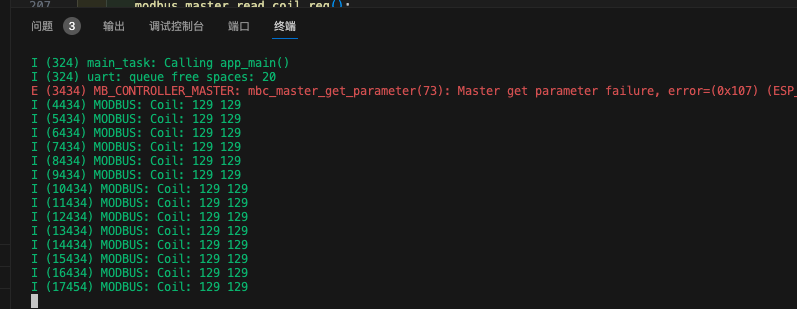 207 modbus_master_read_coil_req();
问题 3 输出 调试控制台 端口 终端
I (324) main_task: Calling app_main()
I (324) uart: queue free spaces: 20
E (3434) MB_CONTROLLER_MASTER: mbc_master_get_parameter(73): Master get parameter failure, error=(0x107) (ESP_
I (4434) MODBUS: Coil: 129 129
I (5434) MODBUS: Coil: 129 129
I (6434) MODBUS: Coil: 129 129
I (7434) MODBUS: Coil: 129 129
I (8434) MODBUS: Coil: 129 129
I (9434) MODBUS: Coil: 129 129
I (10434) MODBUS: Coil: 129 129
I (11434) MODBUS: Coil: 129 129
I (12434) MODBUS: Coil: 129 129
I (13434) MODBUS: Coil: 129 129
I (14434) MODBUS: Coil: 129 129
I (15434) MODBUS: Coil: 129 129
I (16434) MODBUS: Coil: 129 129
I (17454) MODBUS: Coil: 129 129